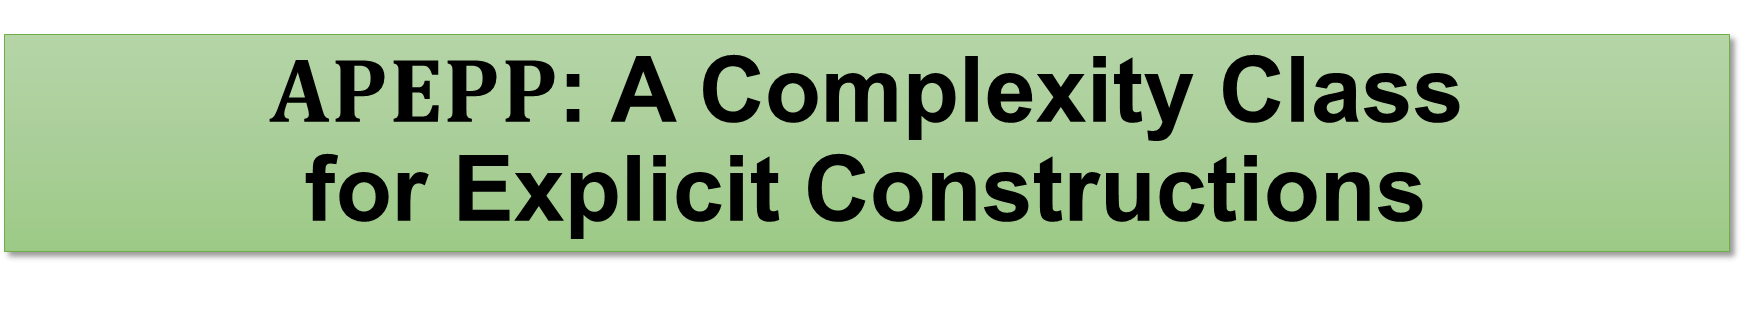 APEPP: A Complexity Class
for Explicit Constructions